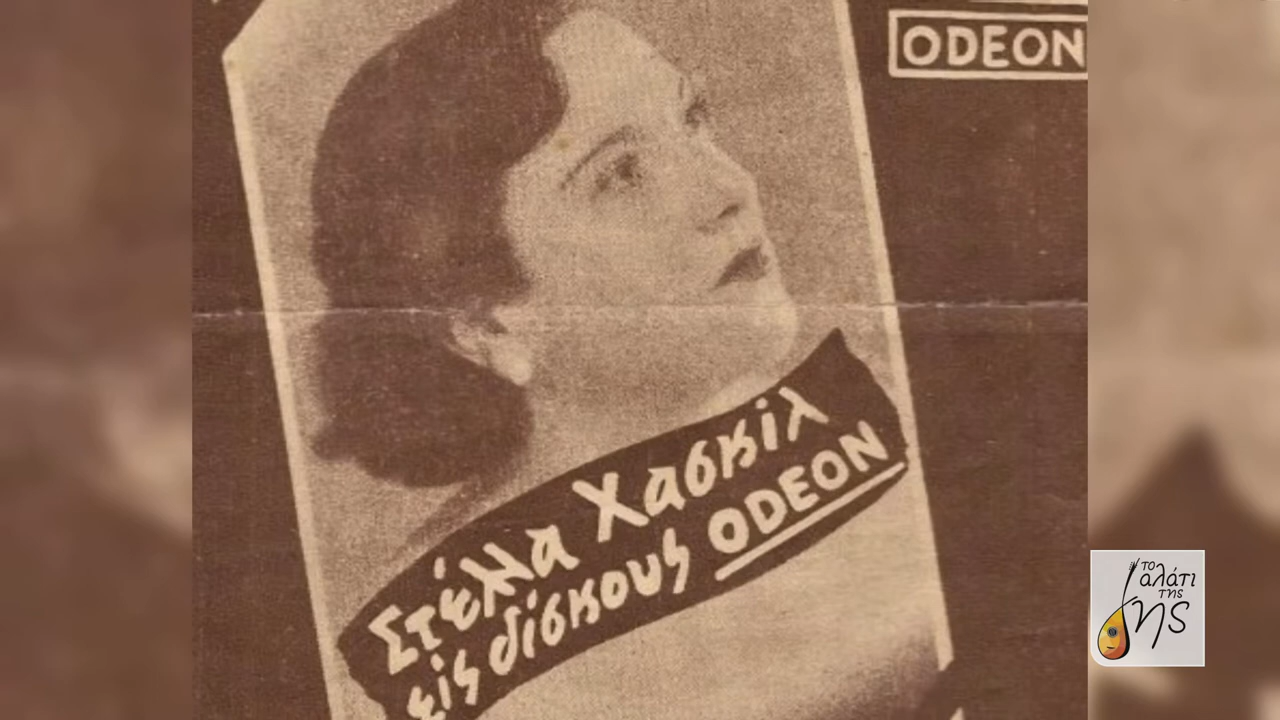 ODEON
Στέλλα Χασκίλ
εἰς δίσκους ODEON
το
αλάτι
της
γης